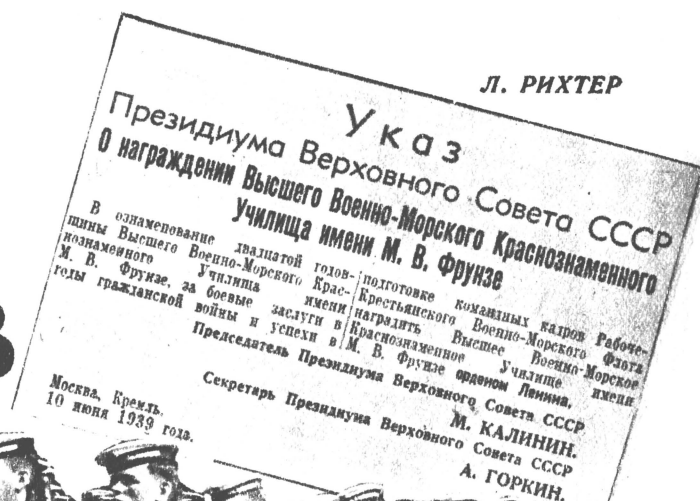 Л. РИХТЕР
Указ
Президиума Верховного Совета СССР
О награждении Высшего Военно-Морского Краснознаменного
Училища имени М. В. Фрунзе
В ознаменование двадцатой годов-
щины Высшего Военно-Морского Крас-
нознаменного Училища имени
М. В. Фрунзе, за боевые заслуги в
годы гражданской войны и успехи в
подготовке командных кадров Рабоче-
Крестьянского Военно-Морского Флота
наградить Высшее Военно-Морское
Краснознаменное Училище имени
М. В. Фрунзе орденом Ленина.
Председатель Президиума Верховного Совета СССР
М. КАЛИНИН.
Секретарь Президиума Верховного Совета СССР
А. ГОРКИН.
Москва, Кремль.
10 июня 1939 года.